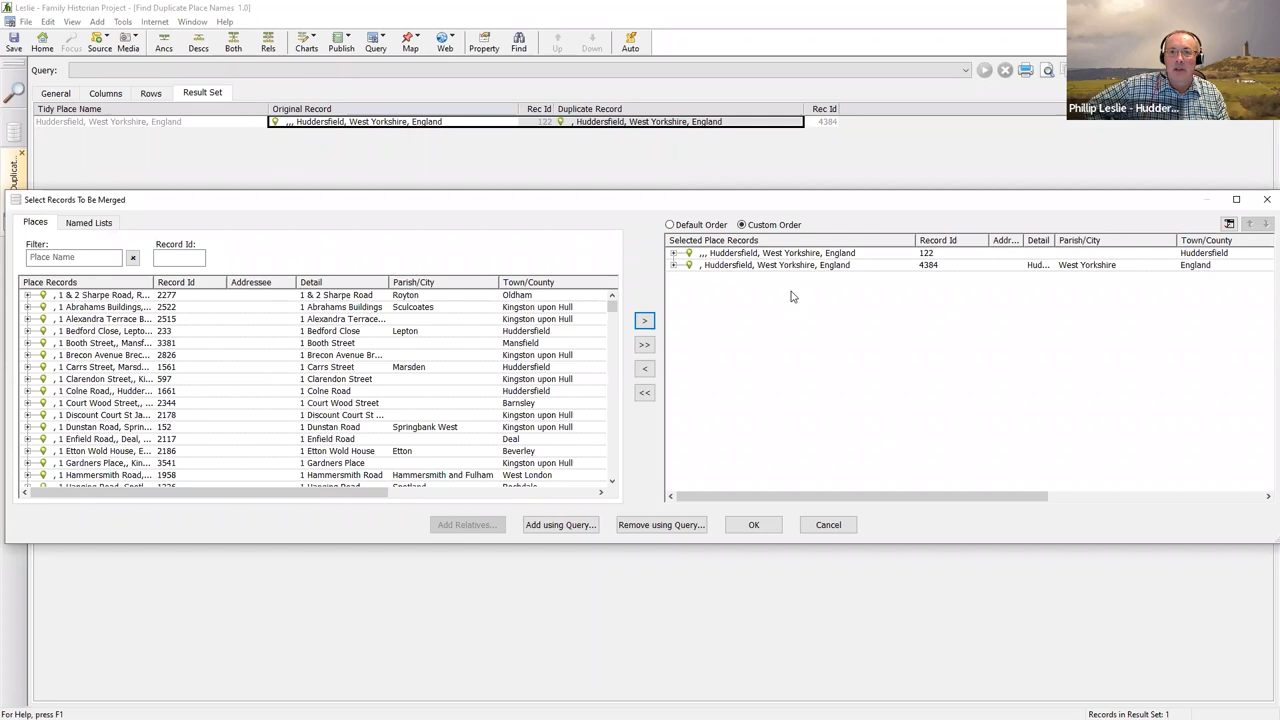 Leslie - Family Historian Project - [Find Duplicate Place Names 1.0]
File Edit View Add Tools Internet Window Help
Save Home Focus Source Media Ancs Descs Both Rels Charts Publish Query Map Web Property Find Up Down Auto
Phillip Leslie - Hudder...
Query:
General Columns Rows Result Set
Tidy Place Name Original Record Rec Id Duplicate Record Rec Id
Huddersfield, West Yorkshire, England ,,, Huddersfield, West Yorkshire, England 122 , Huddersfield, West Yorkshire, England 4384
Duplicat...
Select Records To Be Merged
Places Named Lists
Default Order Custom Order
Filter: Record Id:
Place Name
Selected Place Records Record Id Addr... Detail Parish/City Town/County
,,, Huddersfield, West Yorkshire, England 122 Huddersfield
, Huddersfield, West Yorkshire, England 4384 Hud... West Yorkshire England
Place Records Record Id Addressee Detail Parish/City Town/County
, 1 & 2 Sharpe Road, R... 2277 1 & 2 Sharpe Road Royton Oldham
, 1 Abrahams Buildings,... 2522 1 Abrahams Buildings Sculcoates Kingston upon Hull
, 1 Alexandra Terrace B... 2515 1 Alexandra Terrace... Kingston upon Hull
, 1 Bedford Close, Lepto... 233 1 Bedford Close Lepton Huddersfield
, 1 Booth Street,, Mansf... 3381 1 Booth Street Mansfield
, 1 Brecon Avenue Brec... 2826 1 Brecon Avenue Br... Kingston upon Hull
, 1 Carrs Street, Marsd... 1561 1 Carrs Street Marsden Huddersfield
, 1 Clarendon Street,, Ki... 597 1 Clarendon Street Kingston upon Hull
, 1 Colne Road,, Hudder... 1661 1 Colne Road Huddersfield
, 1 Court Wood Street,, ... 2344 1 Court Wood Street Barnsley
, 1 Discount Court St Ja... 2178 1 Discount Court St ... Kingston upon Hull
, 1 Dunstan Road, Sprin... 152 1 Dunstan Road Springbank West Kingston upon Hull
, 1 Enfield Road,, Deal, ... 2117 1 Enfield Road Deal
, 1 Etton Wold House, E... 2186 1 Etton Wold House Etton Beverley
, 1 Gardners Place,, Kin... 3541 1 Gardners Place Kingston upon Hull
, 1 Hammersmith Road,... 1958 1 Hammersmith Road Hammersmith and Fulham West London
>
>>
<
<<
Add Relatives... Add using Query... Remove using Query... OK Cancel
For Help, press F1 Records in Result Set: 1